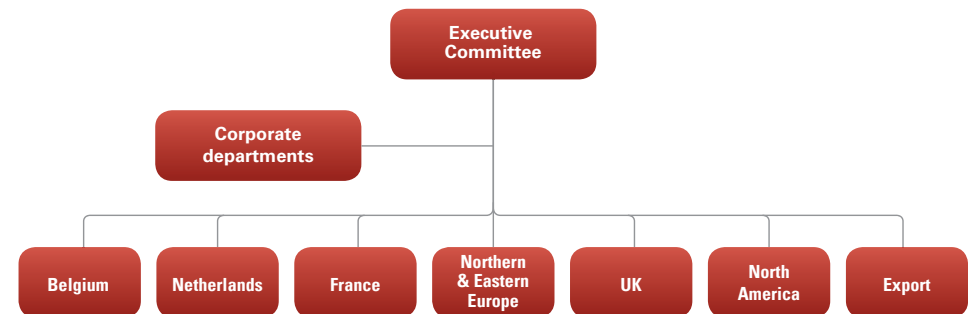 Executive
Committee
Corporate
departments
Belgium
Netherlands
France
Northern
& Eastern
Europe
UK
North
America
Export